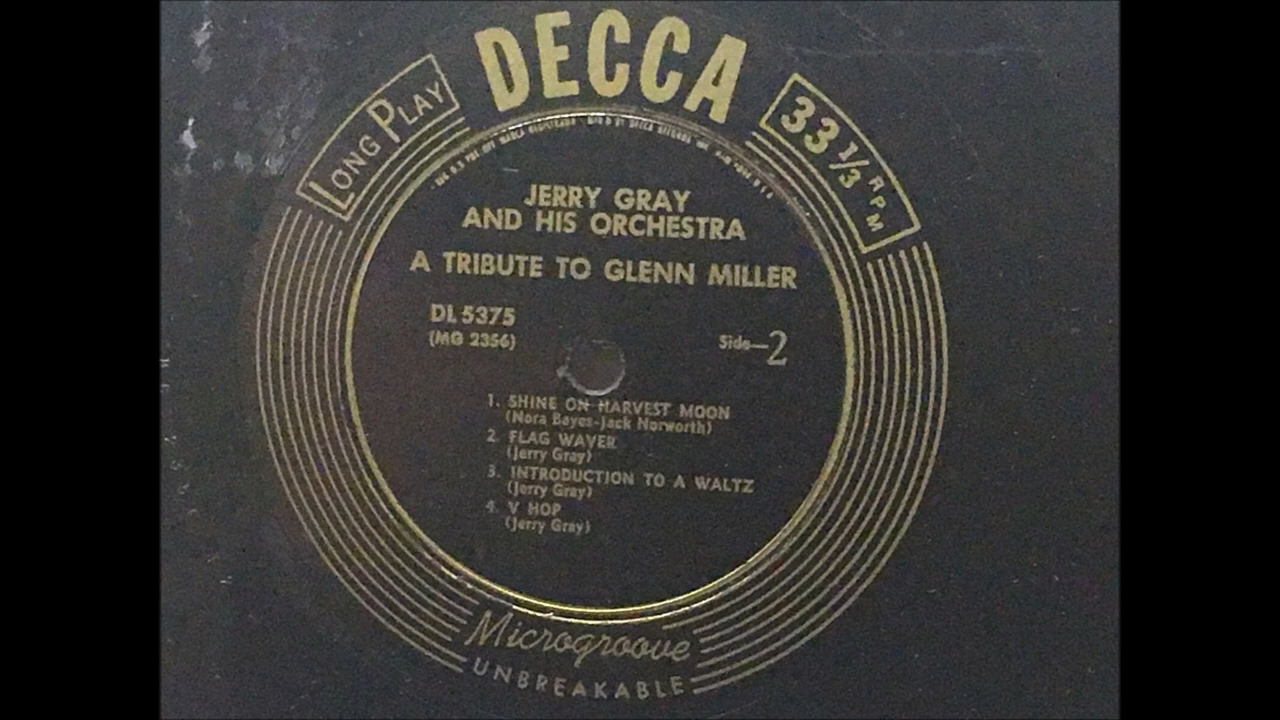 DECCA
LONG PLAY
33 1/3 RPM
JERRY GRAY
AND HIS ORCHESTRA
A TRIBUTE TO GLENN MILLER
DL 5375
(MG 2356)
Side—2
1. SHINE ON HARVEST MOON
(Nora Bayes-Jack Norworth)
2. FLAG WAVER
(Jerry Gray)
3. INTRODUCTION TO A WALTZ
(Jerry Gray)
4. V HOP
(Jerry Gray)
Microgroove
UNBREAKABLE